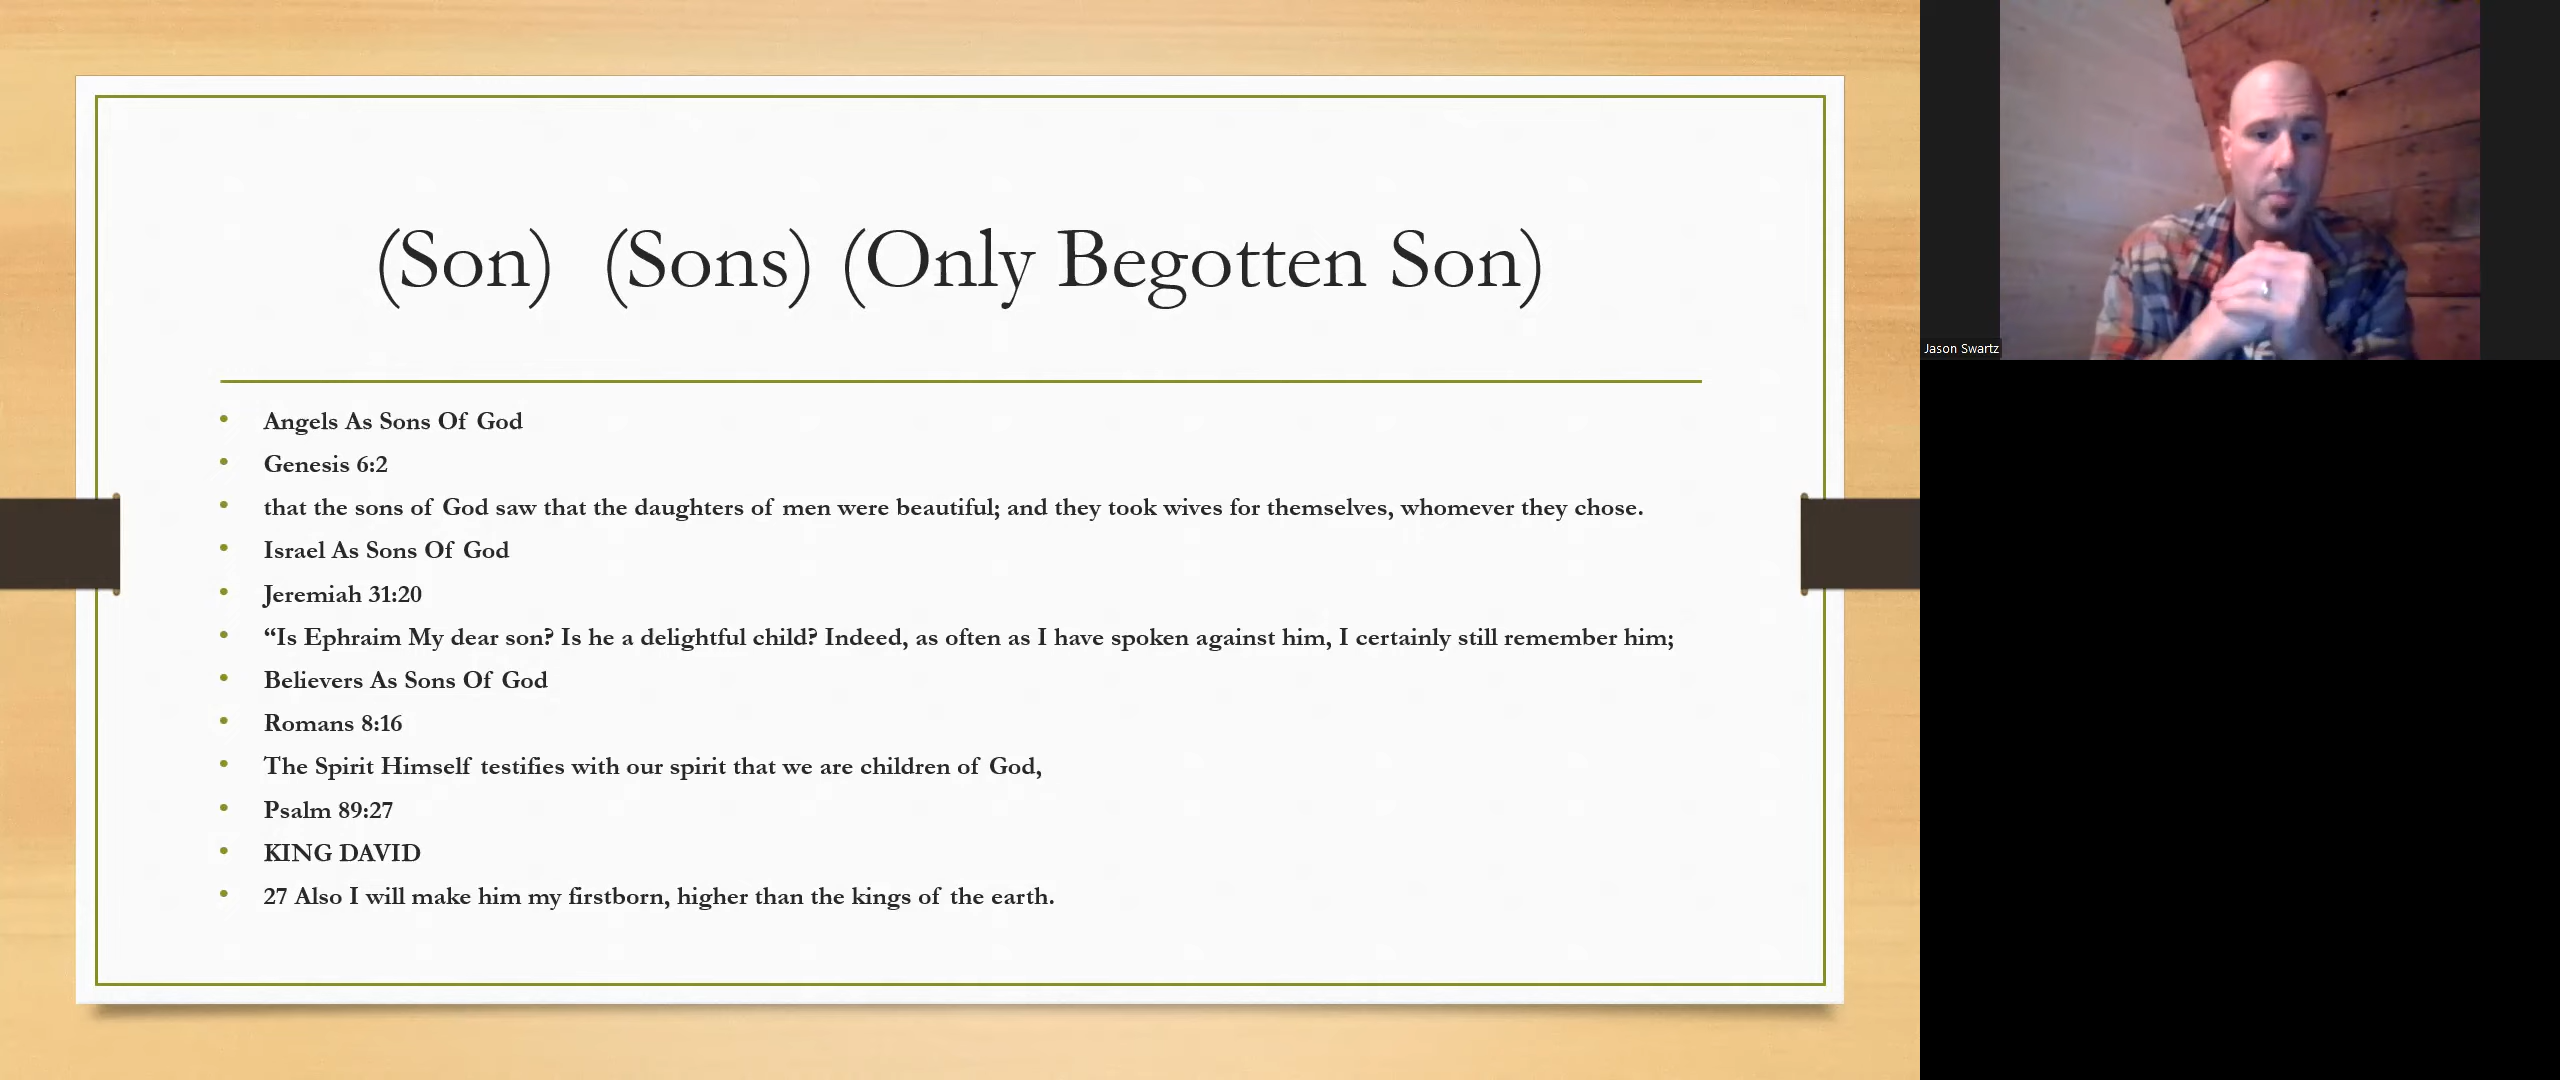 (Son) (Sons) (Only Begotten Son)
• Angels As Sons Of God
• Genesis 6:2
• that the sons of God saw that the daughters of men were beautiful; and they took wives for themselves, whomever they chose.
• Israel As Sons Of God
• Jeremiah 31:20
• “Is Ephraim My dear son? Is he a delightful child? Indeed, as often as I have spoken against him, I certainly still remember him;
• Believers As Sons Of God
• Romans 8:16
• The Spirit Himself testifies with our spirit that we are children of God,
• Psalm 89:27
• KING DAVID
• 27 Also I will make him my firstborn, higher than the kings of the earth.
Jason Swartz